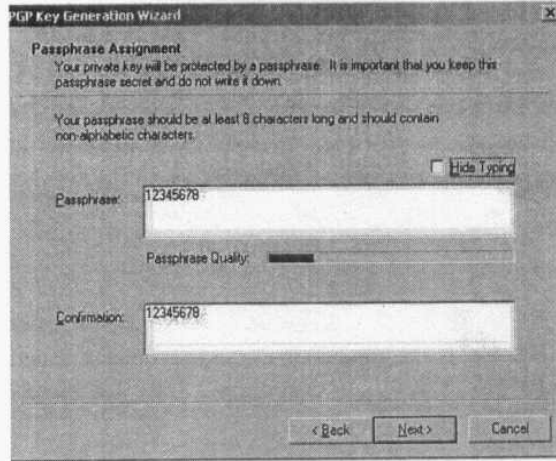 PGP Key Generation Wizard
Passphrase Assignment
Your private key will be protected by a passphrase. It is important that you keep this
passphrase secret and do not write it down.
Your passphrase should be at least 8 characters long and should contain
non-alphabetic characters.
Hide Typing
Passphrase: 12345678
Passphrase Quality:
Confirmation: 12345678
< Back Next > Cancel